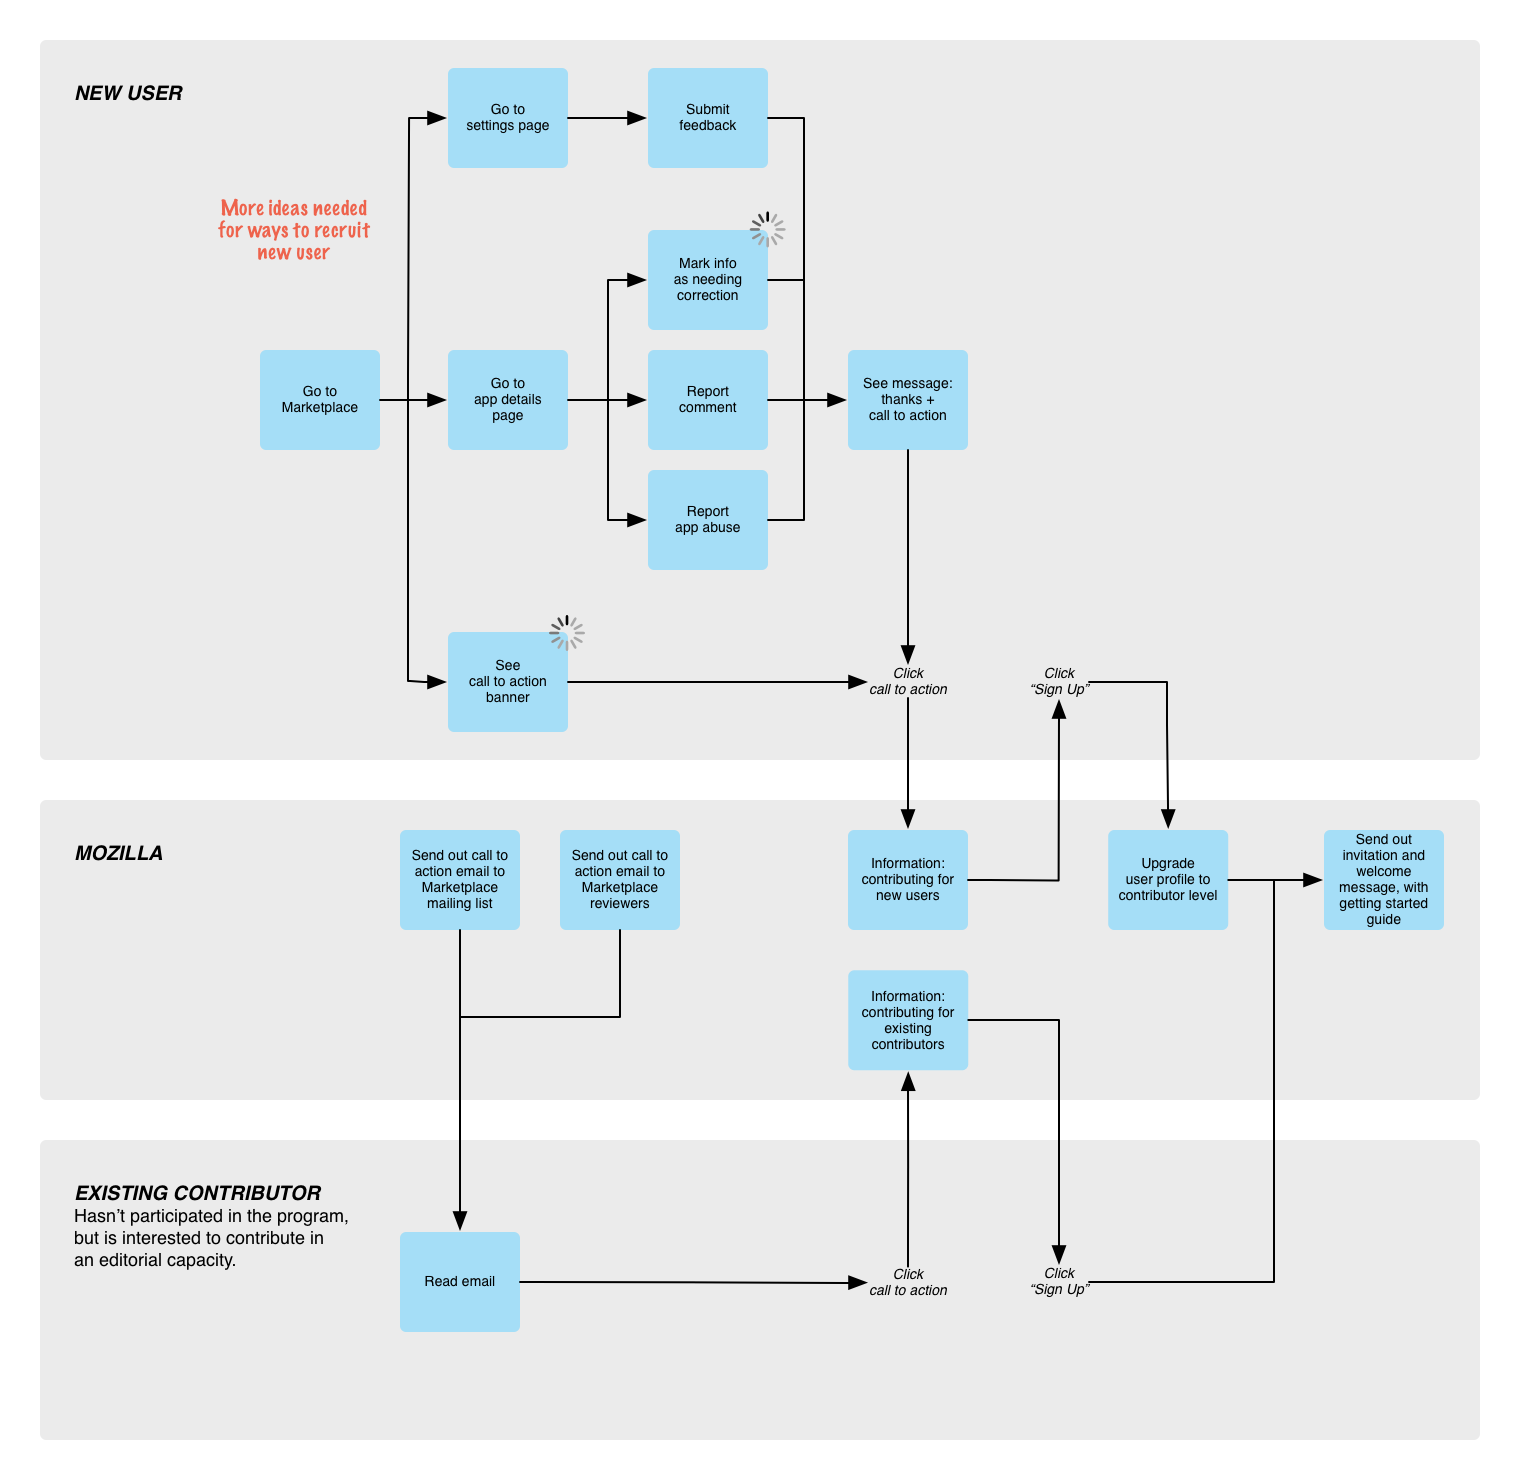 NEW USER
Go to
settings page
Submit
feedback
More ideas needed
for ways to recruit
new user
Mark info
as needing
correction
Go to
Marketplace
Go to
app details
page
Report
comment
See message:
thanks +
call to action
Report
app abuse
See
call to action
banner
Click
call to action
Click
“Sign Up”
MOZILLA
Send out call to
action email to
Marketplace
mailing list
Send out call to
action email to
Marketplace
reviewers
Information:
contributing for
new users
Upgrade
user profile to
contributor level
Send out
invitation and
welcome
message, with
getting started
guide
Information:
contributing for
existing
contributors
EXISTING CONTRIBUTOR
Hasn’t participated in the program,
but is interested to contribute in
an editorial capacity.
Read email
Click
call to action
Click
“Sign Up”